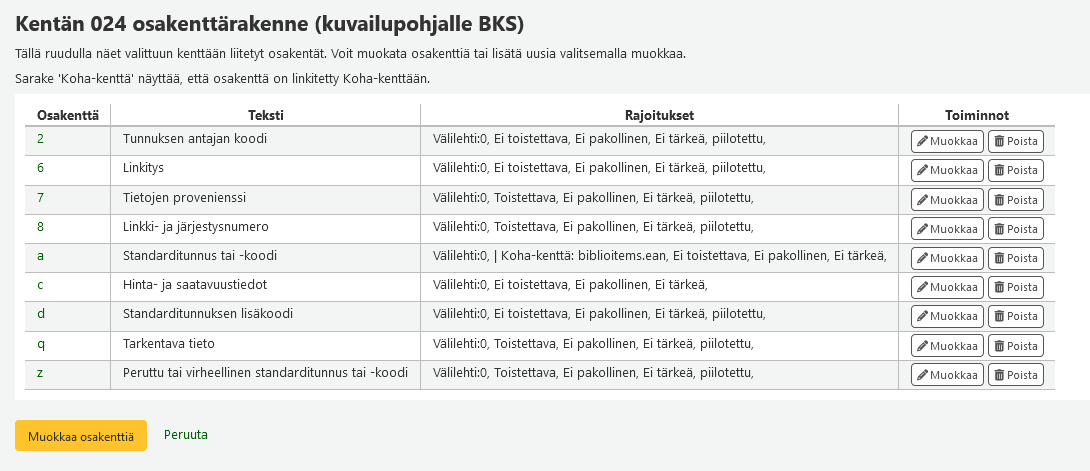 Kentän 024 osakenttärakenne (kuvailupohjalle BKS)
Tällä ruudulla näet valittuun kenttään liitetyt osakentät. Voit muokata osakenttiä tai lisätä uusia valitsemalla muokkaa.
Sarake 'Koha-kenttä' näyttää, että osakenttä on linkitetty Koha-kenttään.
Osakenttä Teksti Rajoitukset Toiminnot
2 Tunnuksen antajan koodi Välilehti:0, Ei toistettava, Ei pakollinen, Ei tärkeä, piilotettu, Muokkaa Poista
6 Linkitys Välilehti:0, Ei toistettava, Ei pakollinen, Ei tärkeä, piilotettu, Muokkaa Poista
7 Tietojen provenienssi Välilehti:0, Toistettava, Ei pakollinen, Ei tärkeä, piilotettu, Muokkaa Poista
8 Linkki- ja järjestysnumero Välilehti:0, Toistettava, Ei pakollinen, Ei tärkeä, piilotettu, Muokkaa Poista
a Standarditunnus tai -koodi Välilehti:0, | Koha-kenttä: biblioitems.ean, Ei toistettava, Ei pakollinen, Ei tärkeä, Muokkaa Poista
c Hinta- ja saatavuustiedot Välilehti:0, Ei toistettava, Ei pakollinen, Ei tärkeä, Muokkaa Poista
d Standarditunnuksen lisäkoodi Välilehti:0, Ei toistettava, Ei pakollinen, Ei tärkeä, piilotettu, Muokkaa Poista
q Tarkentava tieto Välilehti:0, Toistettava, Ei pakollinen, Ei tärkeä, piilotettu, Muokkaa Poista
z Peruttu tai virheellinen standarditunnus tai -koodi Välilehti:0, Toistettava, Ei pakollinen, Ei tärkeä, piilotettu, Muokkaa Poista
Muokkaa osakenttiä Peruuta